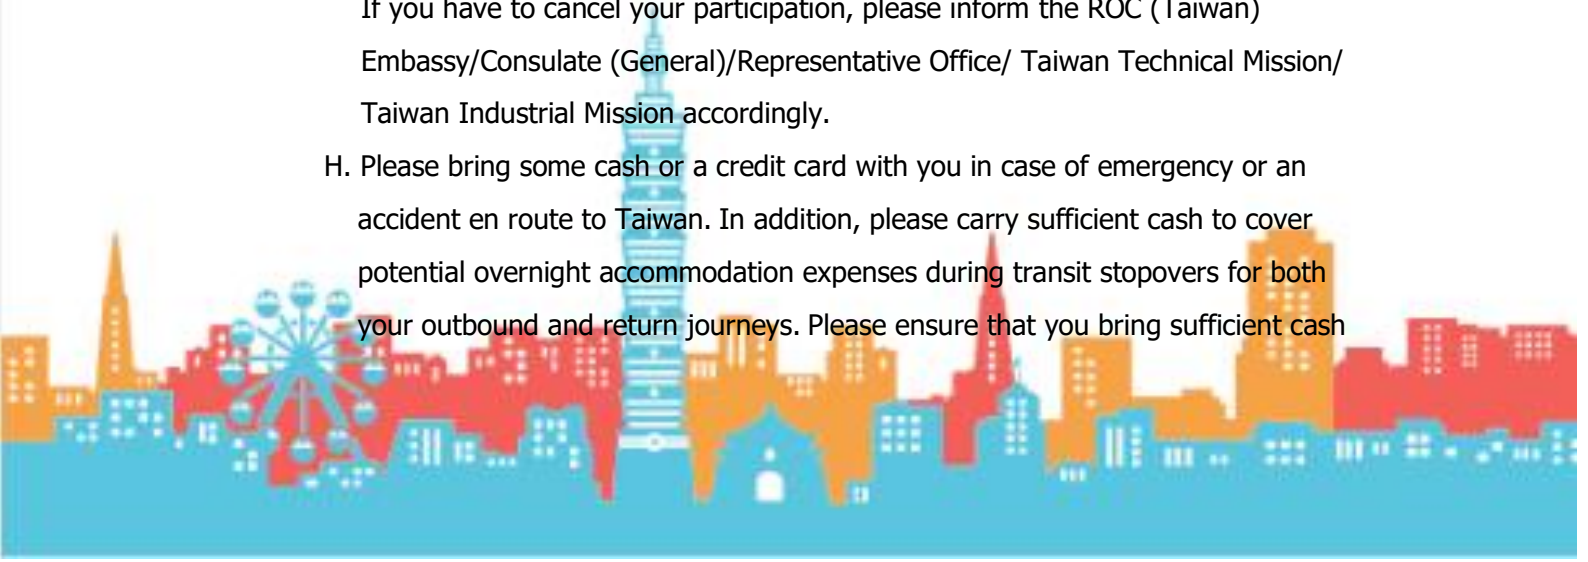 If you have to cancel your participation, please inform the ROC (Taiwan)
Embassy/Consulate (General)/Representative Office/ Taiwan Technical Mission/
Taiwan Industrial Mission accordingly.
H. Please bring some cash or a credit card with you in case of emergency or an
accident en route to Taiwan. In addition, please carry sufficient cash to cover
potential overnight accommodation expenses during transit stopovers for both
your outbound and return journeys. Please ensure that you bring sufficient cash